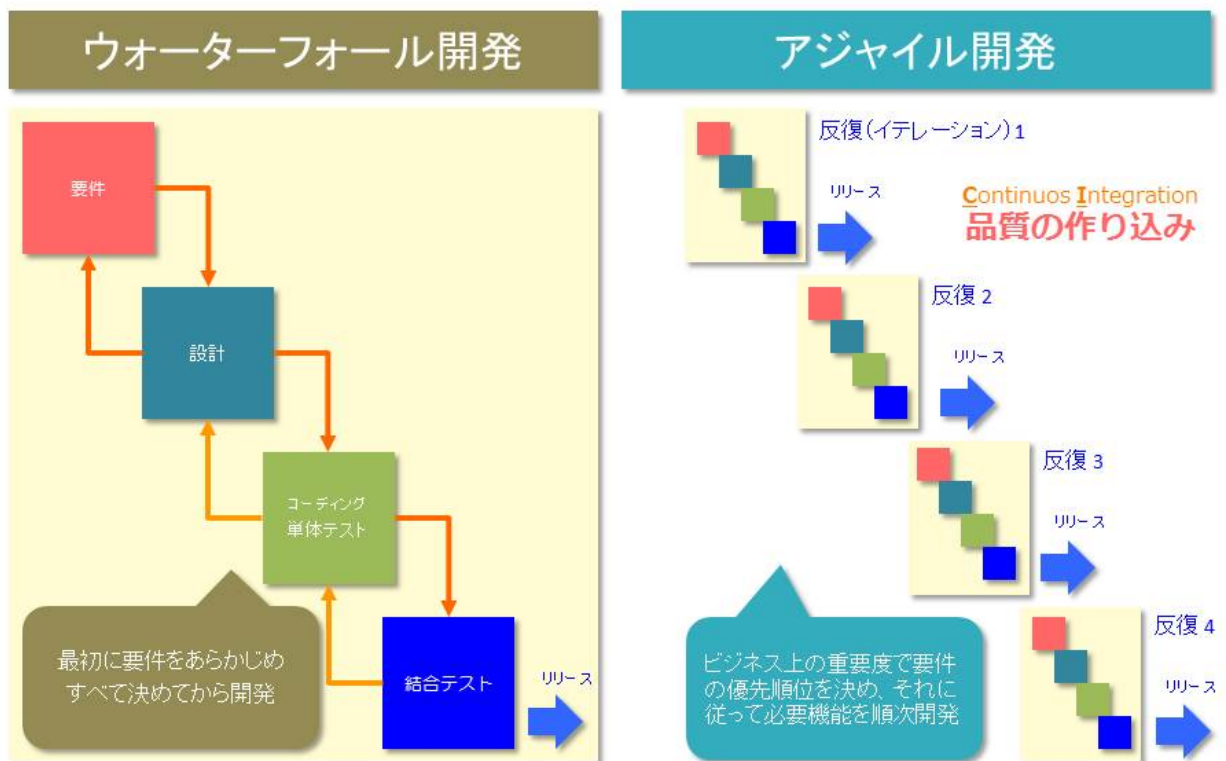 ウォーターフォール開発
要件
設計
コーディング
単体テスト
結合テスト
リリース
最初に要件をあらかじめ
すべて決めてから開発
アジャイル開発
反復(イテレーション)1
リリース
Continuos Integration
品質の作り込み
反復 2
リリース
反復 3
リリース
反復 4
リリース
ビジネス上の重要度で要件
の優先順位を決め、それに
従って必要機能を順次開発